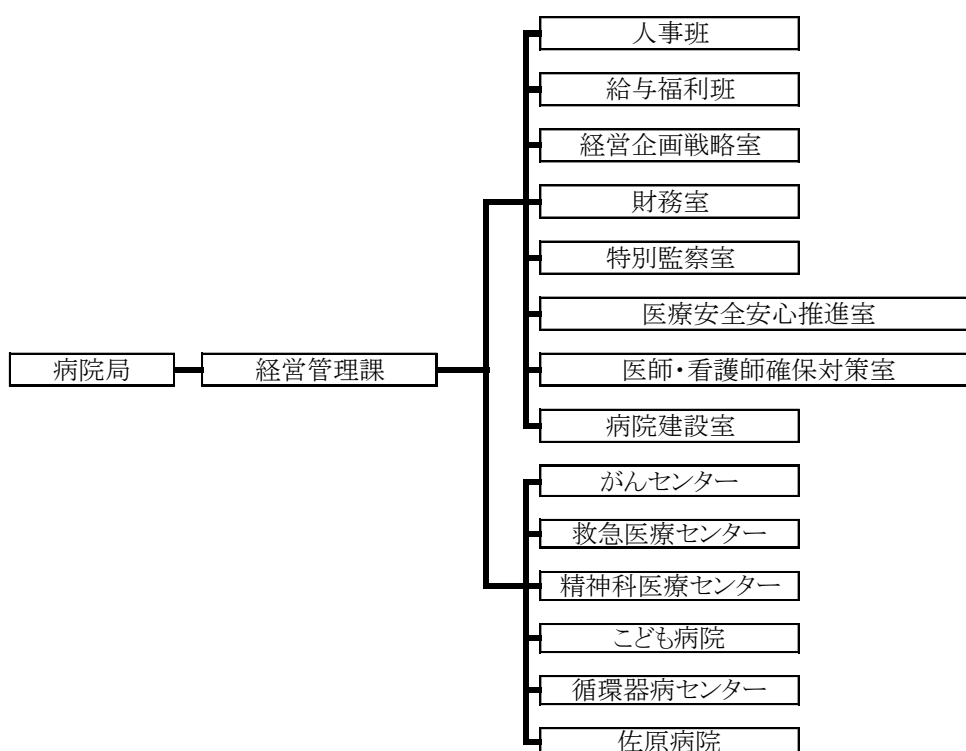 病院局
経営管理課
人事班
給与福利班
経営企画戦略室
財務室
特別監察室
医療安全安心推進室
医師・看護師確保対策室
病院建設室
がんセンター
救急医療センター
精神科医療センター
こども病院
循環器病センター
佐原病院